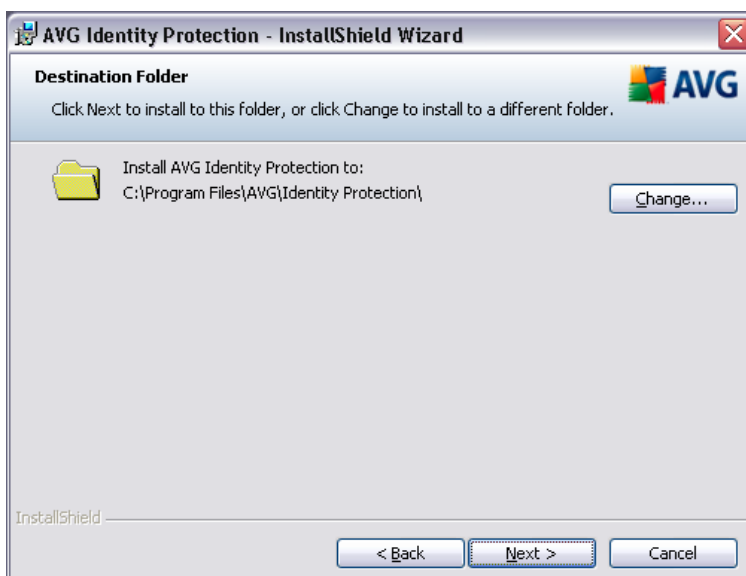 AVG Identity Protection - InstallShield Wizard
Destination Folder
Click Next to install to this folder, or click Change to install to a different folder.
AVG
Install AVG Identity Protection to:
C:\Program Files\AVG\Identity Protection\
Change...
InstallShield
< Back
Next >
Cancel